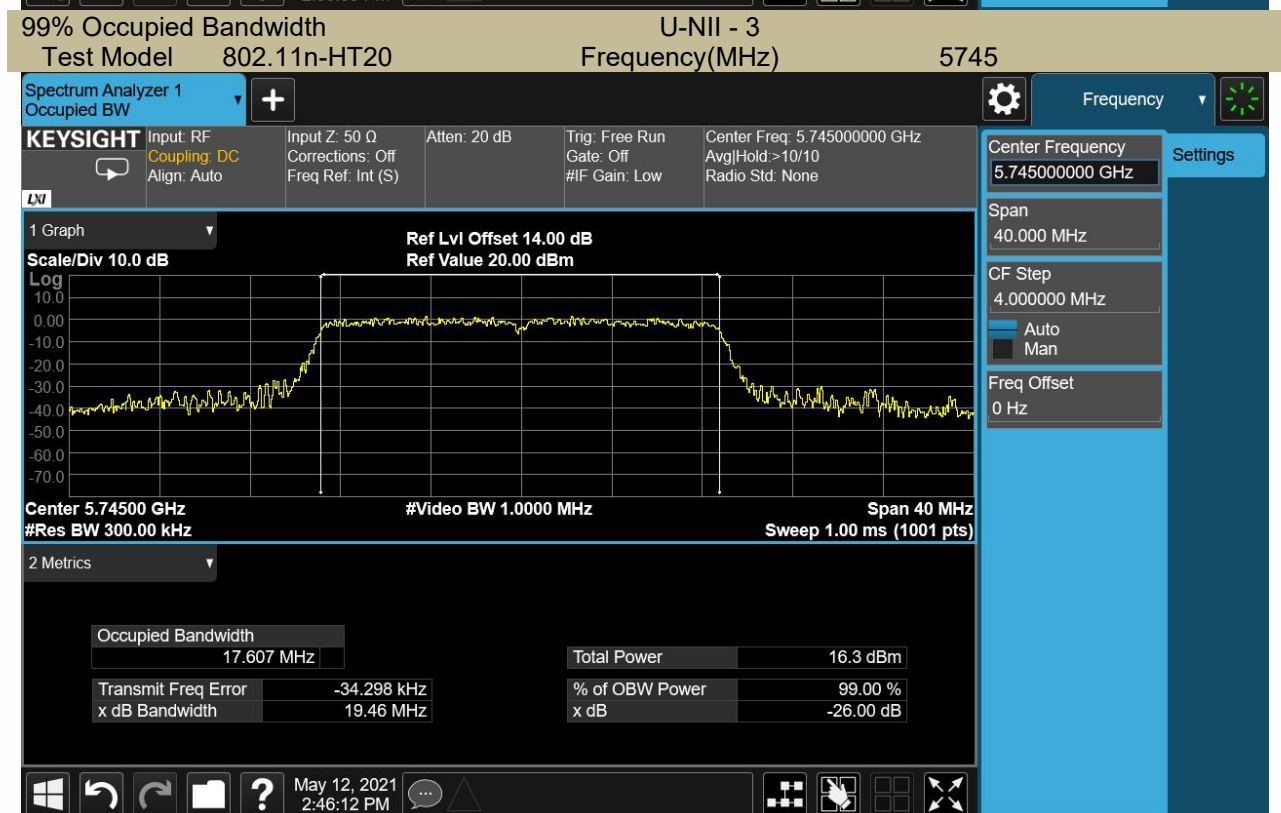 99% Occupied Bandwidth U-NII - 3
Test Model 802.11n-HT20 Frequency(MHz) 5745
Spectrum Analyzer 1
Occupied BW
+
Frequency
KEYSIGHT
LXI
Input: RF
Coupling: DC
Align: Auto
Input Z: 50 Ω
Corrections: Off
Freq Ref: Int (S)
Atten: 20 dB
Trig: Free Run
Gate: Off
#IF Gain: Low
Center Freq: 5.745000000 GHz
Avg|Hold:>10/10
Radio Std: None
Center Frequency
5.745000000 GHz
Settings
Span
40.000 MHz
CF Step
4.000000 MHz
Auto
Man
Freq Offset
0 Hz
1 Graph
Scale/Div 10.0 dB
Ref Lvl Offset 14.00 dB
Ref Value 20.00 dBm
Log
10.0
0.00
-10.0
-20.0
-30.0
-40.0
-50.0
-60.0
-70.0
Center 5.74500 GHz #Video BW 1.0000 MHz Span 40 MHz
#Res BW 300.00 kHz Sweep 1.00 ms (1001 pts)
2 Metrics
Occupied Bandwidth
17.607 MHz Total Power 16.3 dBm
Transmit Freq Error -34.298 kHz % of OBW Power 99.00 %
x dB Bandwidth 19.46 MHz x dB -26.00 dB
?
May 12, 2021
2:46:12 PM